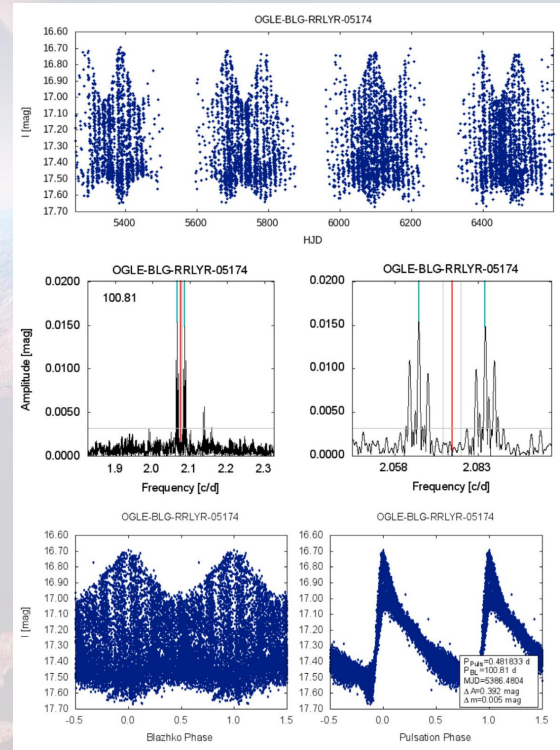 OGLE-BLG-RRLYR-05174
16.60
16.70
16.80
16.90
17.00
17.10
17.20
17.30
17.40
17.50
17.60
17.70
I [mag]
5400 5600 5800 6000 6200 6400
HJD
OGLE-BLG-RRLYR-05174
100.81
0.0200
0.0150
0.0100
0.0050
0.0000
Amplitude [mag]
1.9 2.0 2.1 2.2 2.3
Frequency [c/d]
OGLE-BLG-RRLYR-05174
0.0200
0.0150
0.0100
0.0050
0.0000
2.058 2.083
Frequency [c/d]
OGLE-BLG-RRLYR-05174
16.60
16.70
16.80
16.90
17.00
17.10
17.20
17.30
17.40
17.50
17.60
17.70
I [mag]
-0.5 0.0 0.5 1.0 1.5
Blazhko Phase
OGLE-BLG-RRLYR-05174
16.60
16.70
16.80
16.90
17.00
17.10
17.20
17.30
17.40
17.50
17.60
17.70
P Puls=0.481833 d
P BL=100.81 d
MJD=5386.4804
Δ A=0.392 mag
Δ m=0.005 mag
-0.5 0.0 0.5 1.0 1.5
Pulsation Phase